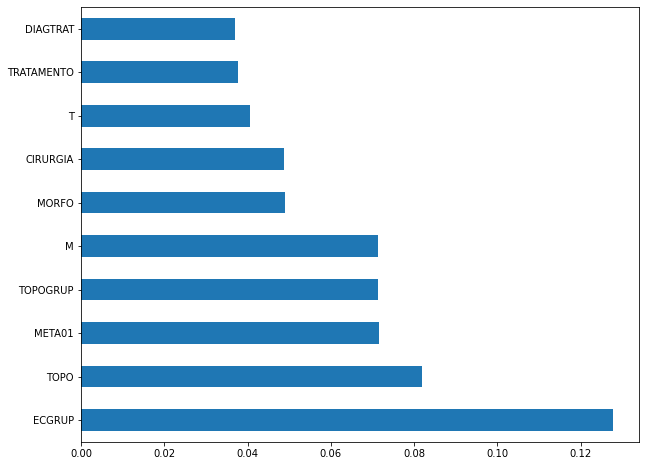 DIAGTRAT
TRATAMENTO
T
CIRURGIA
MORFO
M
TOPOGRUP
META01
TOPO
ECGRUP
0.00 0.02 0.04 0.06 0.08 0.10 0.12